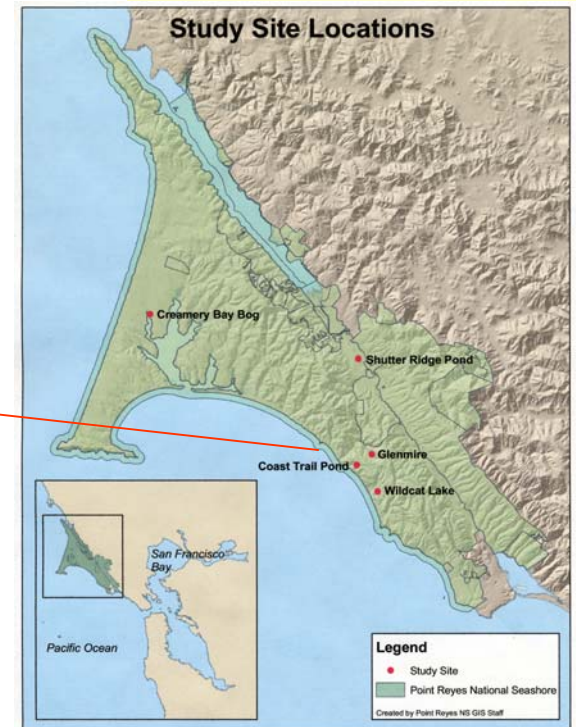 Study Site Locations
Creamery Bay Bog
Shutter Ridge Pond
Glenmire
Coast Trail Pond
Wildcat Lake
San Francisco
Bay
Pacific Ocean
Legend
Study Site
Point Reyes National Seashore
Created by Point Reyes NS GIS Staff